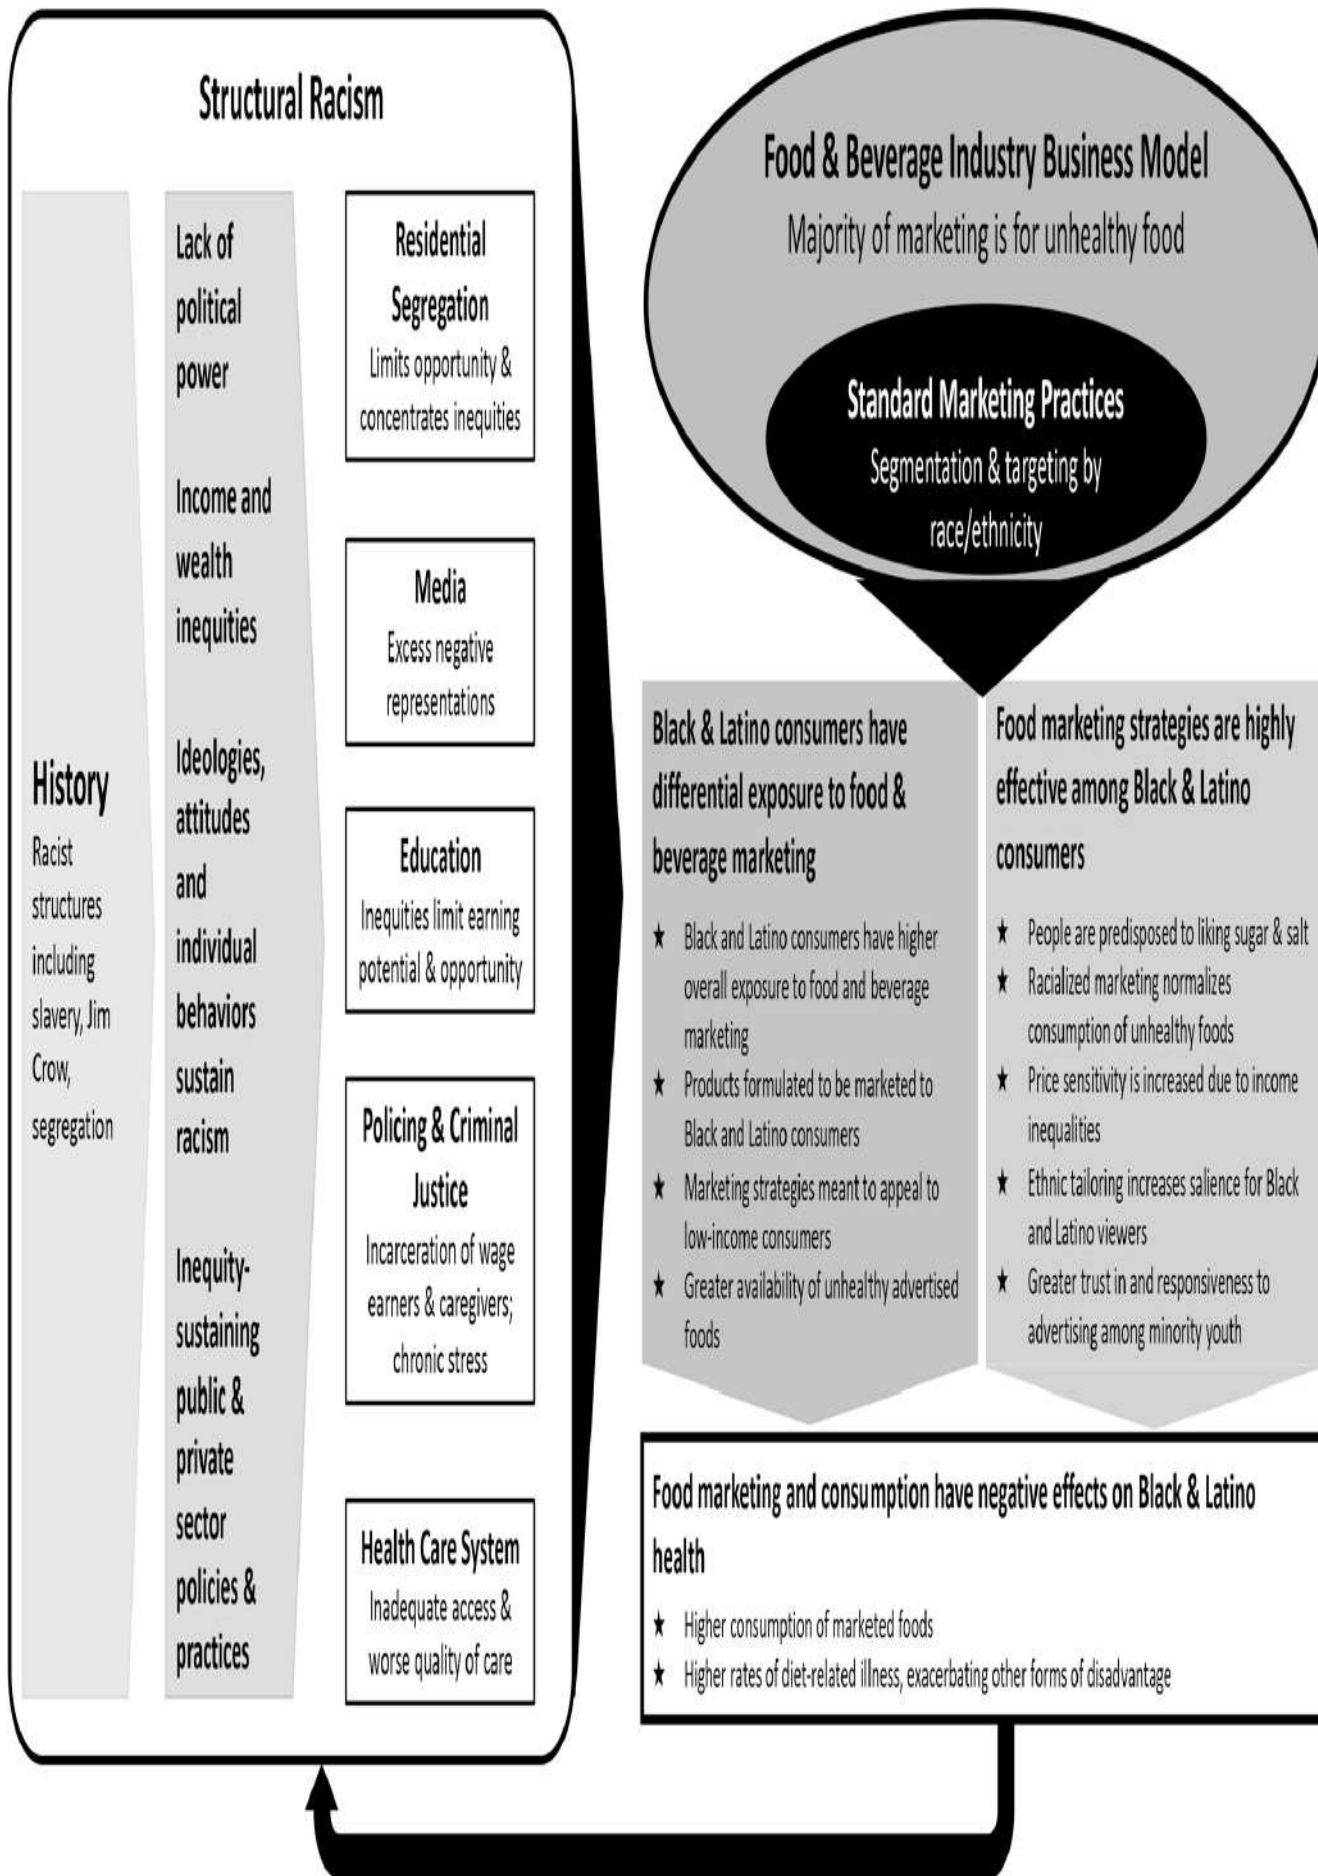 Structural Racism
History
Racist
structures
including
slavery, Jim
Crow,
segregation
Lack of
political
power
Income and
wealth
inequities
Ideologies,
attitudes
and
individual
behaviors
sustain
racism
Inequity-
sustaining
public &
private
sector
policies &
practices
Residential
Segregation
Limits opportunity &
concentrates inequities
Media
Excess negative
representations
Education
Inequities limit earning
potential & opportunity
Policing & Criminal
Justice
Incarceration of wage
earners & caregivers;
chronic stress
Health Care System
Inadequate access &
worse quality of care
Food & Beverage Industry Business Model
Majority of marketing is for unhealthy food
Standard Marketing Practices
Segmentation & targeting by
race/ethnicity
Black & Latino consumers have
differential exposure to food &
beverage marketing
★ Black and Latino consumers have higher
overall exposure to food and beverage
marketing
★ Products formulated to be marketed to
Black and Latino consumers
★ Marketing strategies meant to appeal to
low-income consumers
★ Greater availability of unhealthy advertised
foods
Food marketing strategies are highly
effective among Black & Latino
consumers
★ People are predisposed to liking sugar & salt
★ Racialized marketing normalizes
consumption of unhealthy foods
★ Price sensitivity is increased due to income
inequalities
★ Ethnic tailoring increases salience for Black
and Latino viewers
★ Greater trust in and responsiveness to
advertising among minority youth
Food marketing and consumption have negative effects on Black & Latino
health
★ Higher consumption of marketed foods
★ Higher rates of diet-related illness, exacerbating other forms of disadvantage